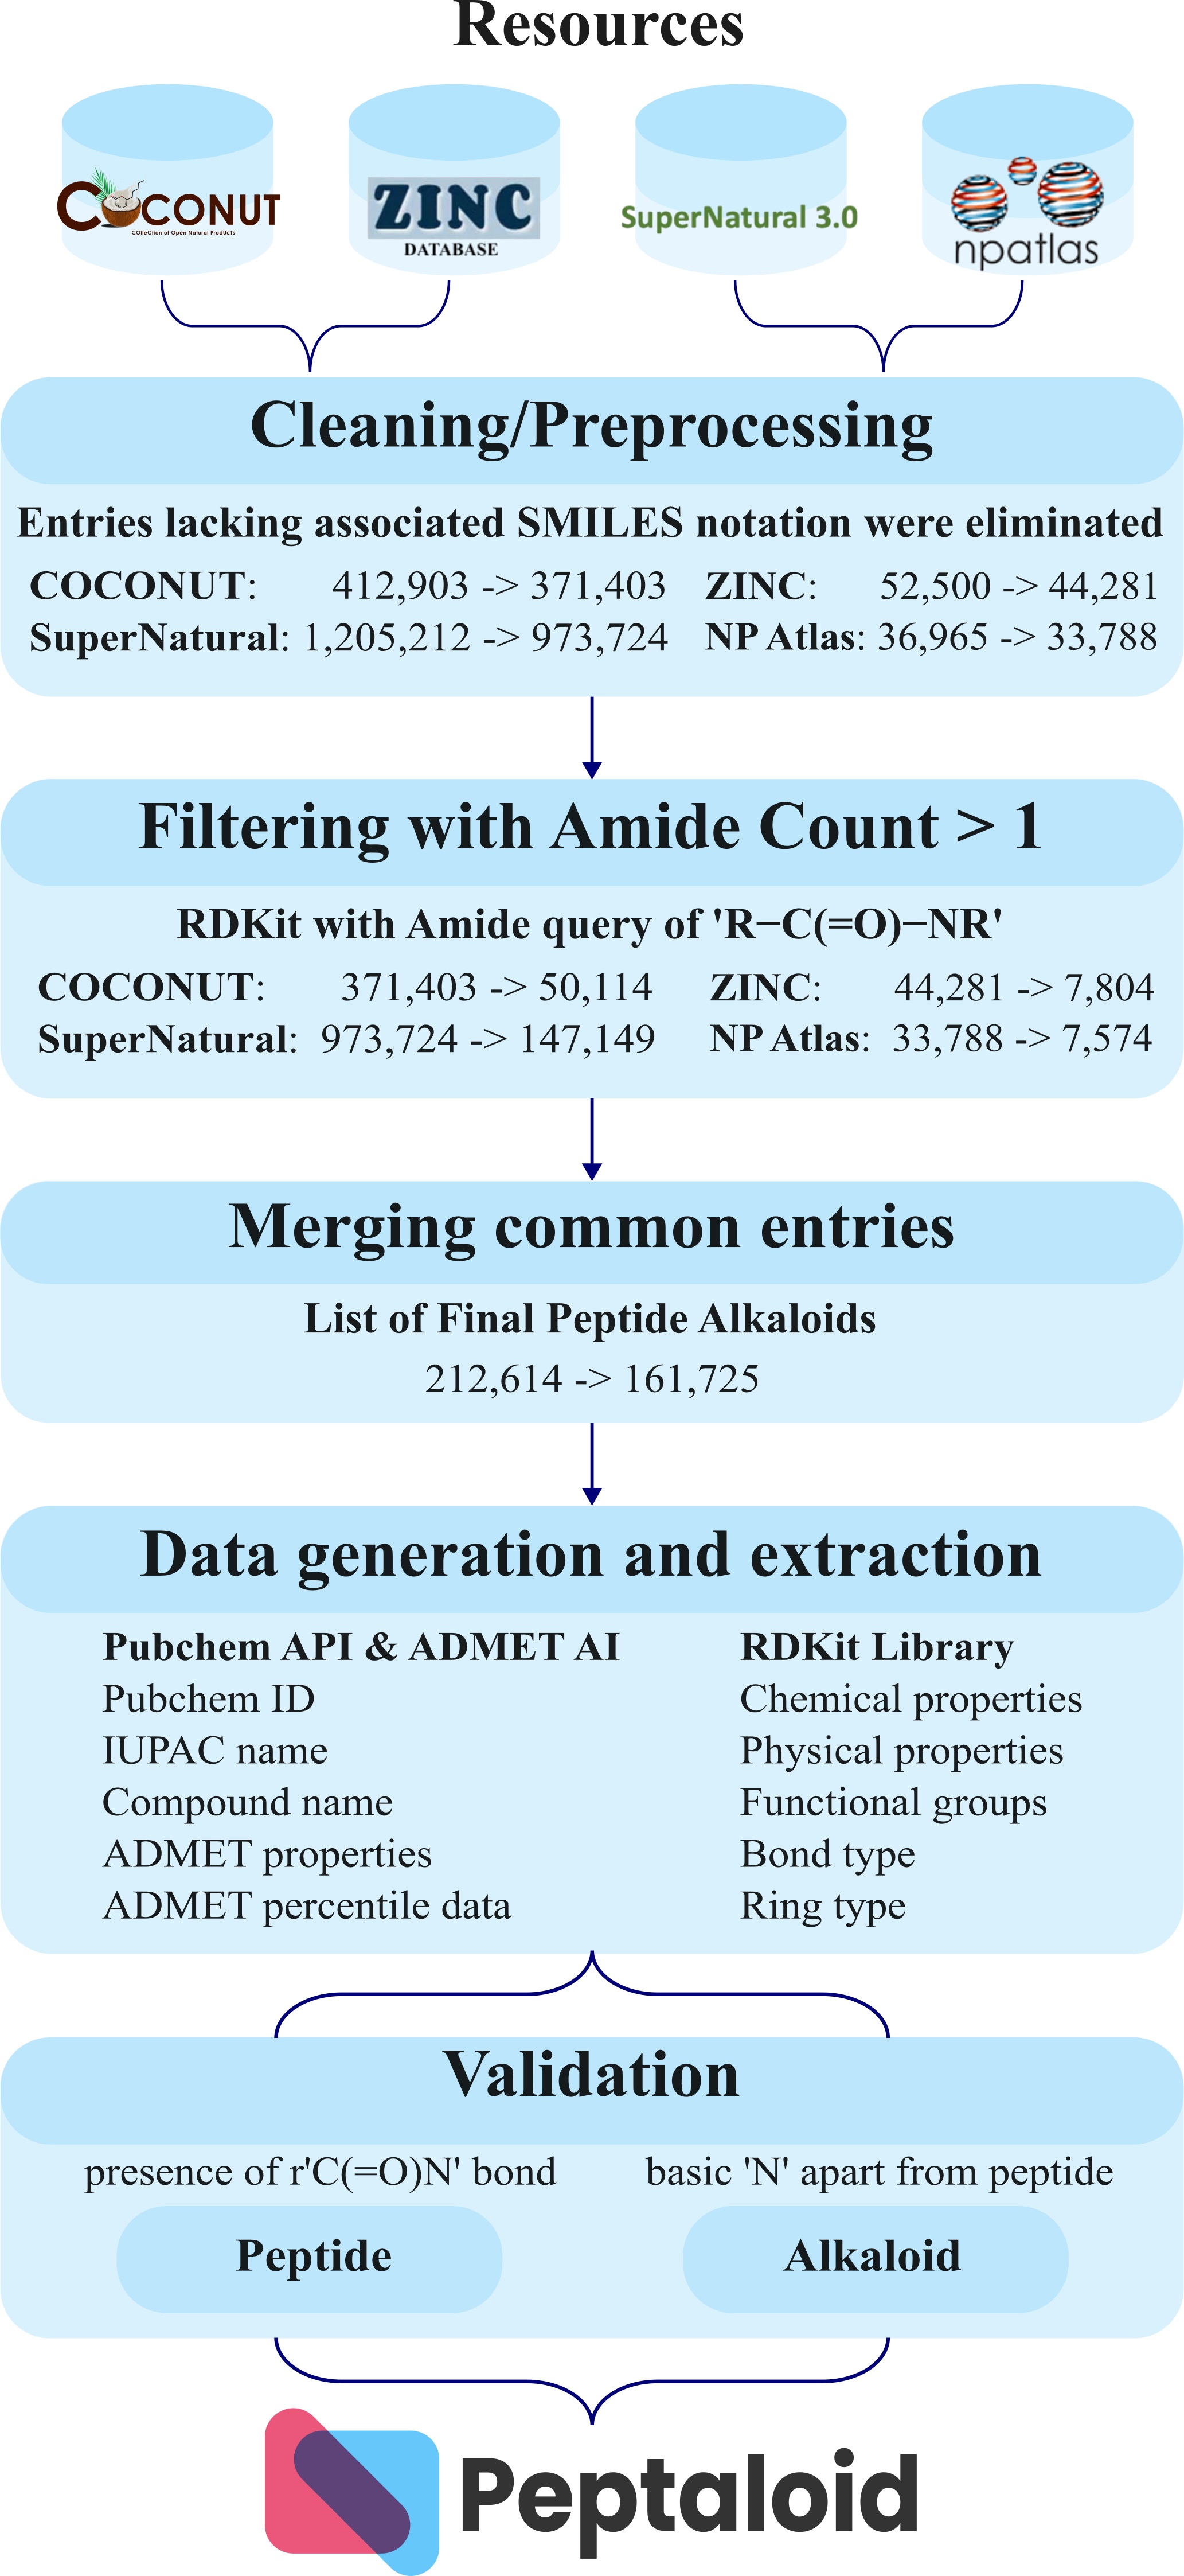 Resources
COCONUT
COlleCtion of Open Natural ProdUcTs
ZINC
DATABASE
SuperNatural 3.0
npatlas
Cleaning/Preprocessing
Entries lacking associated SMILES notation were eliminated
COCONUT: 412,903 -> 371,403 ZINC: 52,500 -> 44,281
SuperNatural: 1,205,212 -> 973,724 NP Atlas: 36,965 -> 33,788
Filtering with Amide Count > 1
RDKit with Amide query of 'R−C(=O)−NR'
COCONUT: 371,403 -> 50,114 ZINC: 44,281 -> 7,804
SuperNatural: 973,724 -> 147,149 NP Atlas: 33,788 -> 7,574
Merging common entries
List of Final Peptide Alkaloids
212,614 -> 161,725
Data generation and extraction
Pubchem API & ADMET AI
Pubchem ID
IUPAC name
Compound name
ADMET properties
ADMET percentile data
RDKit Library
Chemical properties
Physical properties
Functional groups
Bond type
Ring type
Validation
presence of r'C(=O)N' bond
Peptide
basic 'N' apart from peptide
Alkaloid
Peptaloid